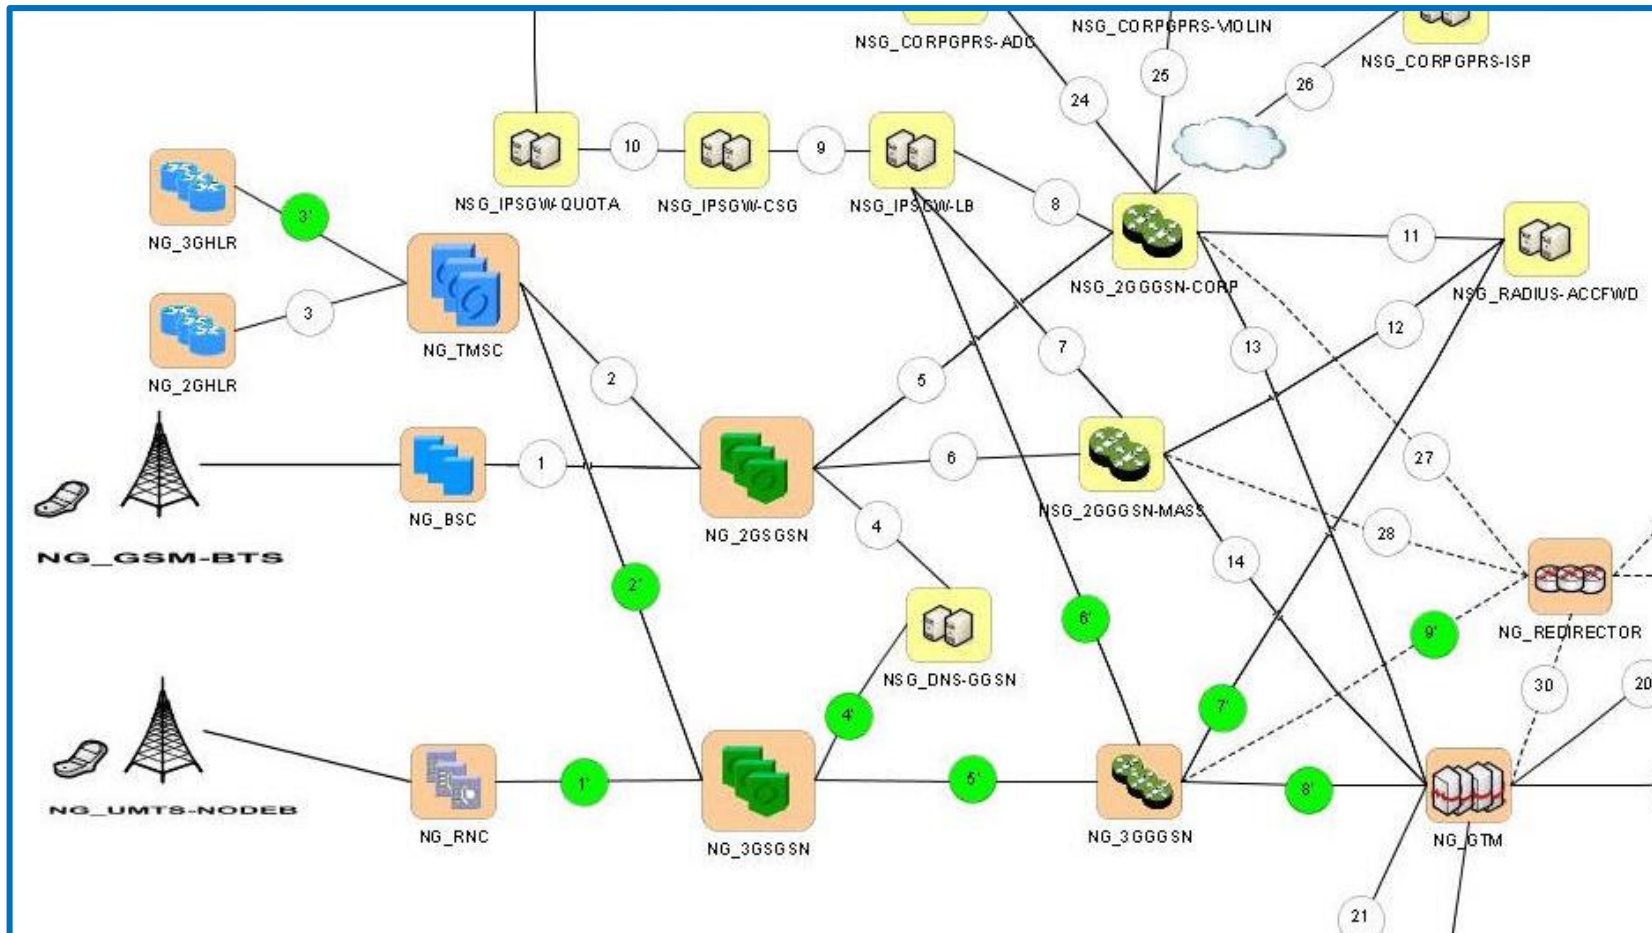 NSG_CORPGPRS-ADC
NSG_CORPGPRS-MOLIN
NSG_CORPGPRS-ISP
24
25
26
10
9
8
NSG_IPSGW-QUOTA
NSG_IPSGW-CSG
NSG_IPSGW-LB
3'
NG_3GHLR
11
NSG_2GGGSN-CORP
NSG_RADIUS-ACCFWD
3
12
NG_TMSC
7
13
2
5
NG_2GHLR
1
6
27
NG_BSC
NG_2GSGSN
4
NSG_2GGGSN-MASS
28
NG_GSM-BTS
14
2'
6'
9'
NG_REDIRECTOR
NSG_DNS-GGSN
30
20
4'
7'
1'
5'
8'
NG_UMTS-NODEB
NG_RNC
NG_3GSGSN
NG_3GGGSN
NG_GTM
21